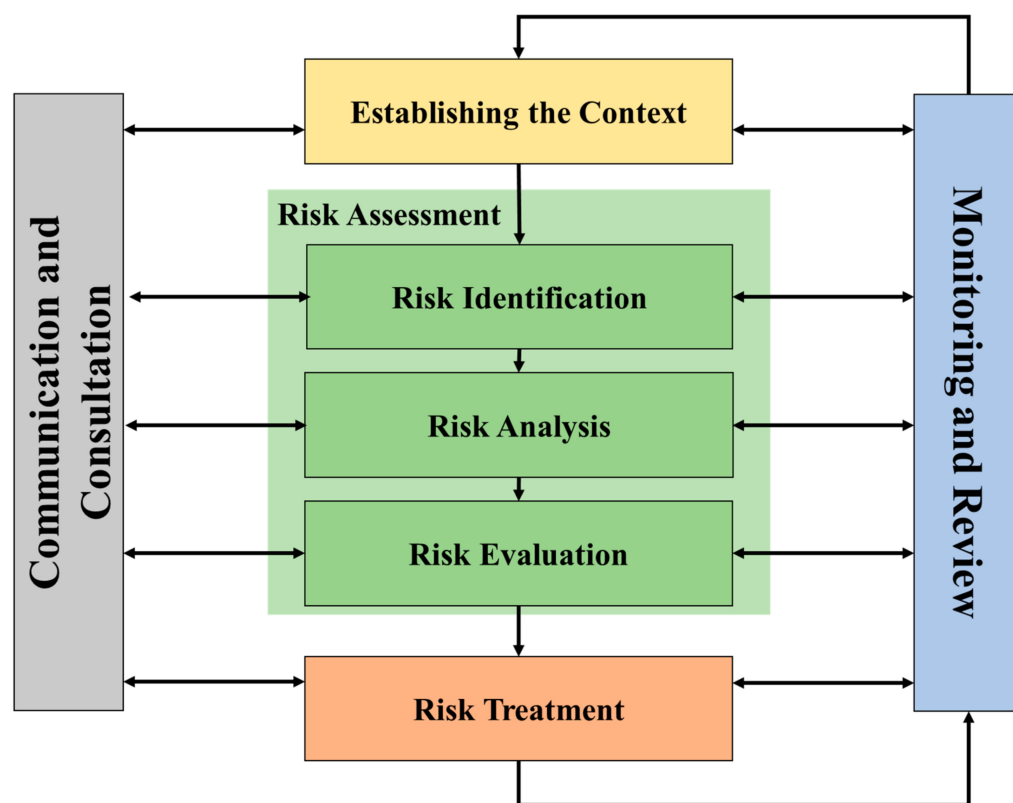 Establishing the Context
Risk Assessment
Risk Identification
Risk Analysis
Risk Evaluation
Risk Treatment
Communication and
Consultation
Monitoring and Review